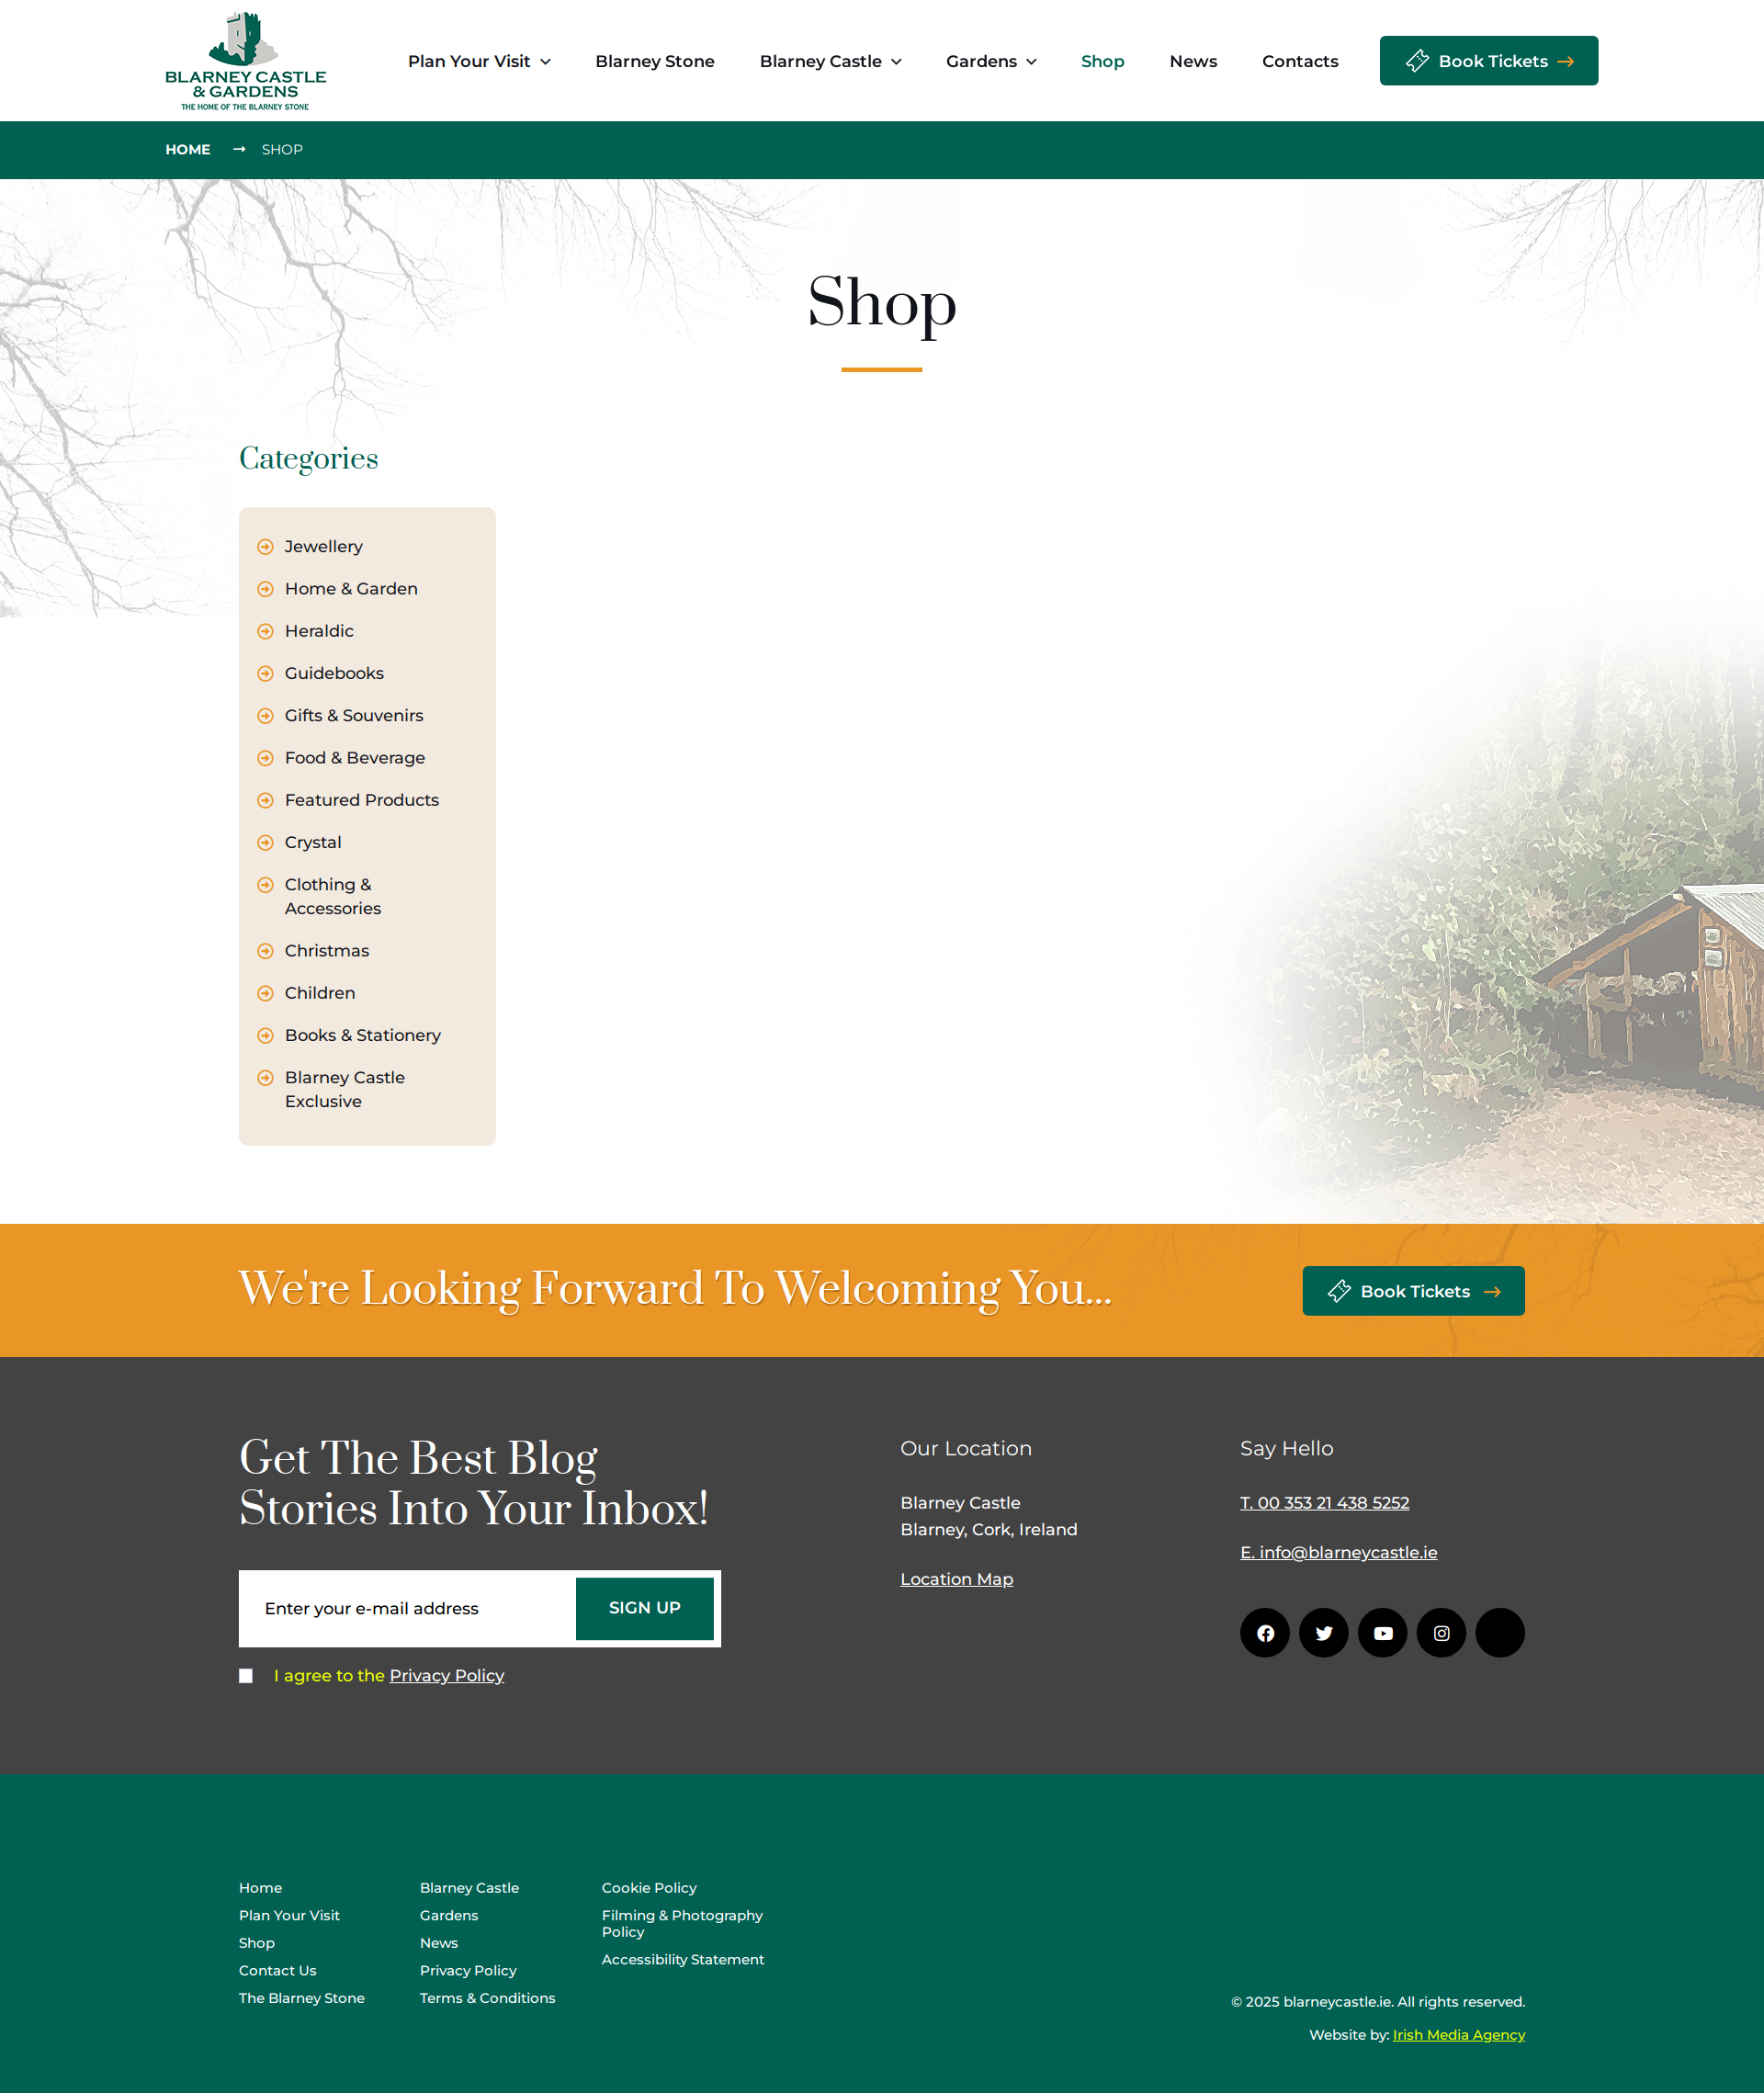 BLARNEY CASTLE
& GARDENS
THE HOME OF THE BLARNEY STONE
Plan Your Visit
Blarney Stone
Blarney Castle
Gardens
Shop
News
Contacts
Book Tickets
HOME → SHOP
Shop
Categories
Jewellery
Home & Garden
Heraldic
Guidebooks
Gifts & Souvenirs
Food & Beverage
Featured Products
Crystal
Clothing &
Accessories
Christmas
Children
Books & Stationery
Blarney Castle
Exclusive
We're Looking Forward To Welcoming You...
Book Tickets
Get The Best Blog
Stories Into Your Inbox!
Enter your e-mail address
SIGN UP
I agree to the Privacy Policy
Our Location
Blarney Castle
Blarney, Cork, Ireland
Location Map
Say Hello
T. 00 353 21 438 5252
E. info@blarneycastle.ie
Home
Plan Your Visit
Shop
Contact Us
The Blarney Stone
Blarney Castle
Gardens
News
Privacy Policy
Terms & Conditions
Cookie Policy
Filming & Photography
Policy
Accessibility Statement
© 2025 blarneycastle.ie. All rights reserved.
Website by: Irish Media Agency